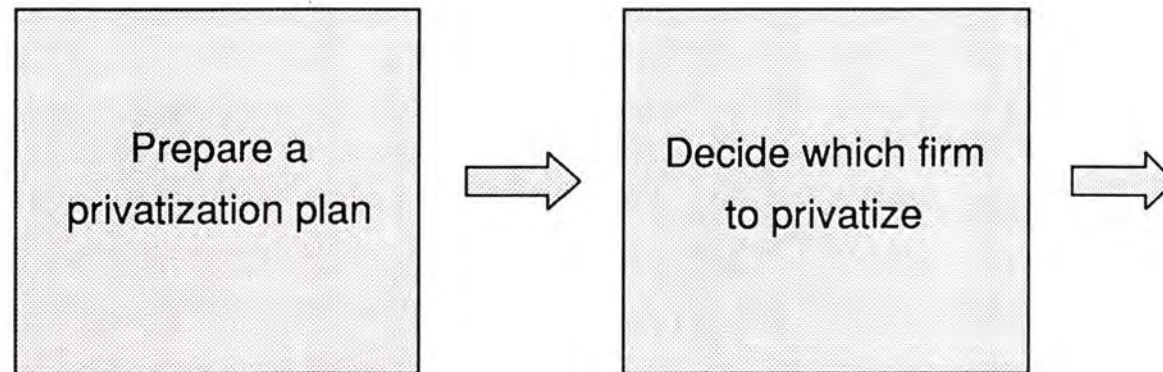 Prepare a
privatization plan
Decide which firm
to privatize